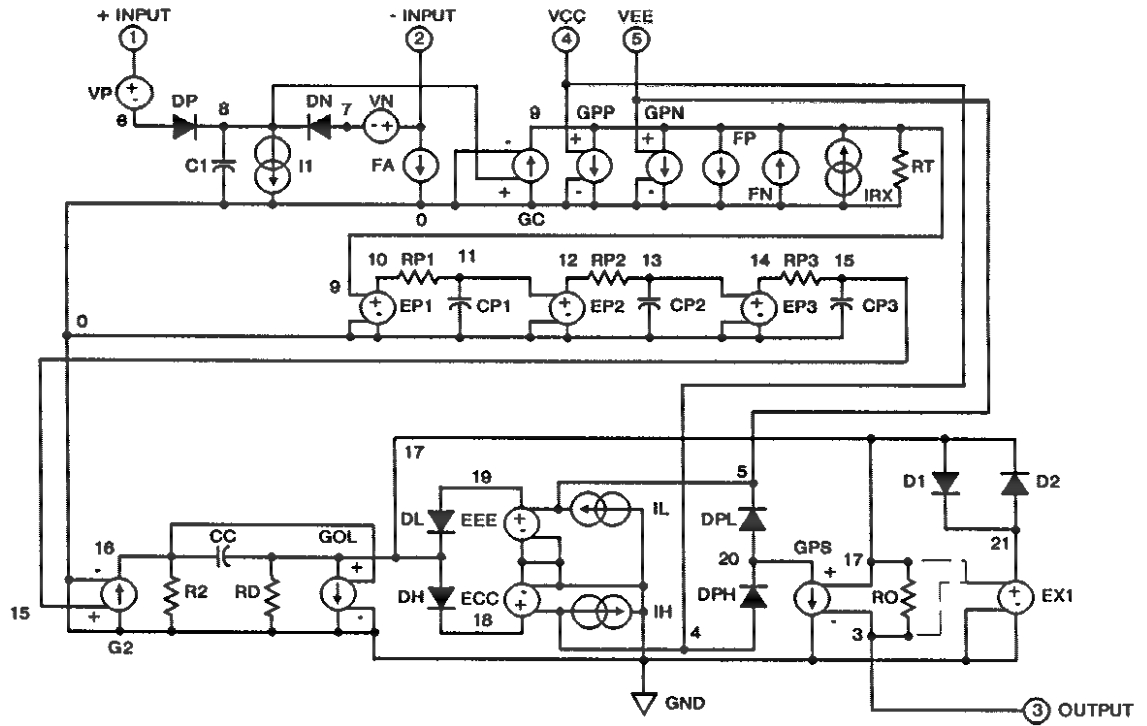 + INPUT - INPUT VCC VEE
1 2 4 5
VP + - DP 8 DN 7 VN - +
6
9 GPP GPN FP
C1 I1 FA - + + RT
+ - - FN IRX
0 GC
10 RP1 11 12 RP2 13 14 RP3 15
9 + - EP1 CP1 + - EP2 CP2 + - EP3 CP3
0
17
19 5
D1 D2
DL EEE + - IL DPL
16 CC GOL 20 GPS 17 21
- + R2 RD + - DH ECC - + IH DPH + - RO + - EX1
15 18 4 3
G2
GND
3 OUTPUT